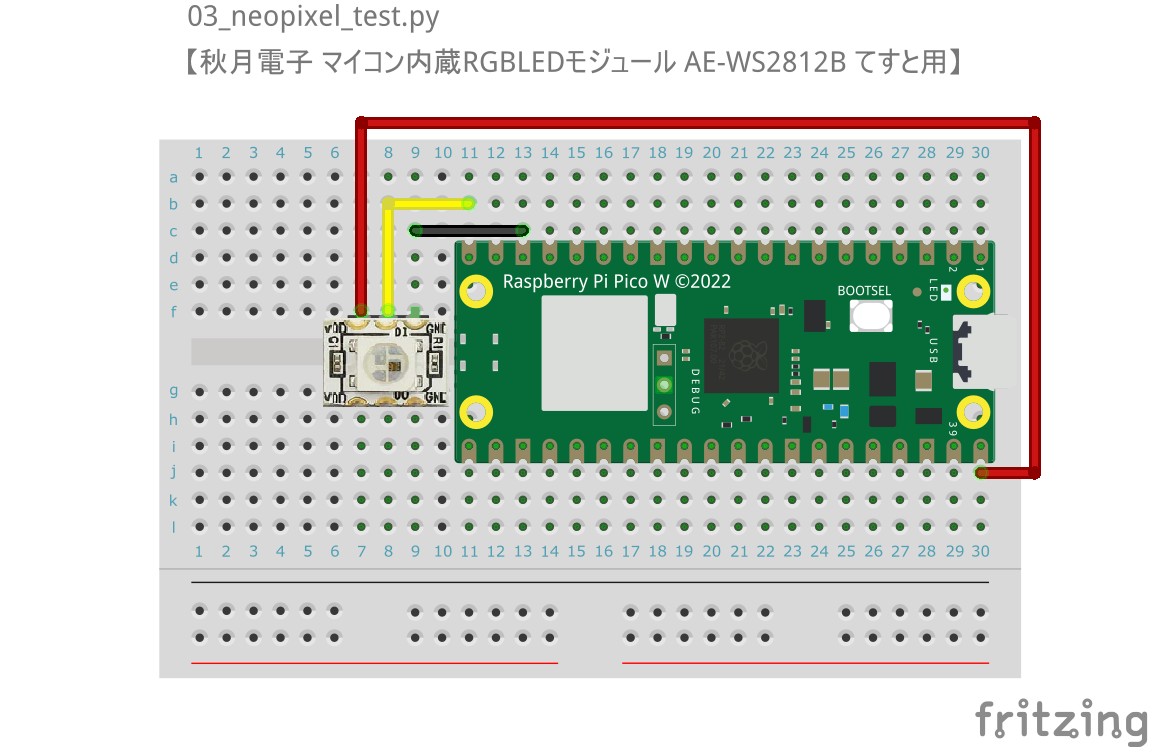 03_neopixel_test.py
【秋月電子 マイコン内蔵RGBLEDモジュール AE-WS2812B てすと用】
1 2 3 4 5 6 8 9 10 11 12 13 14 15 16 17 18 19 20 21 22 23 24 25 26 27 28 29 30
a
b
c
d
e
f
Raspberry Pi Pico W ©2022
BOOTSEL
LED
2
1
USB
DEBUG
39
VDD DI GND
VDD DO GND
g
h
i
j
k
l
1 2 3 4 5 6 7 8 9 10 11 12 13 14 15 16 17 18 19 20 21 22 23 24 25 26 27 28 29 30
fritzing